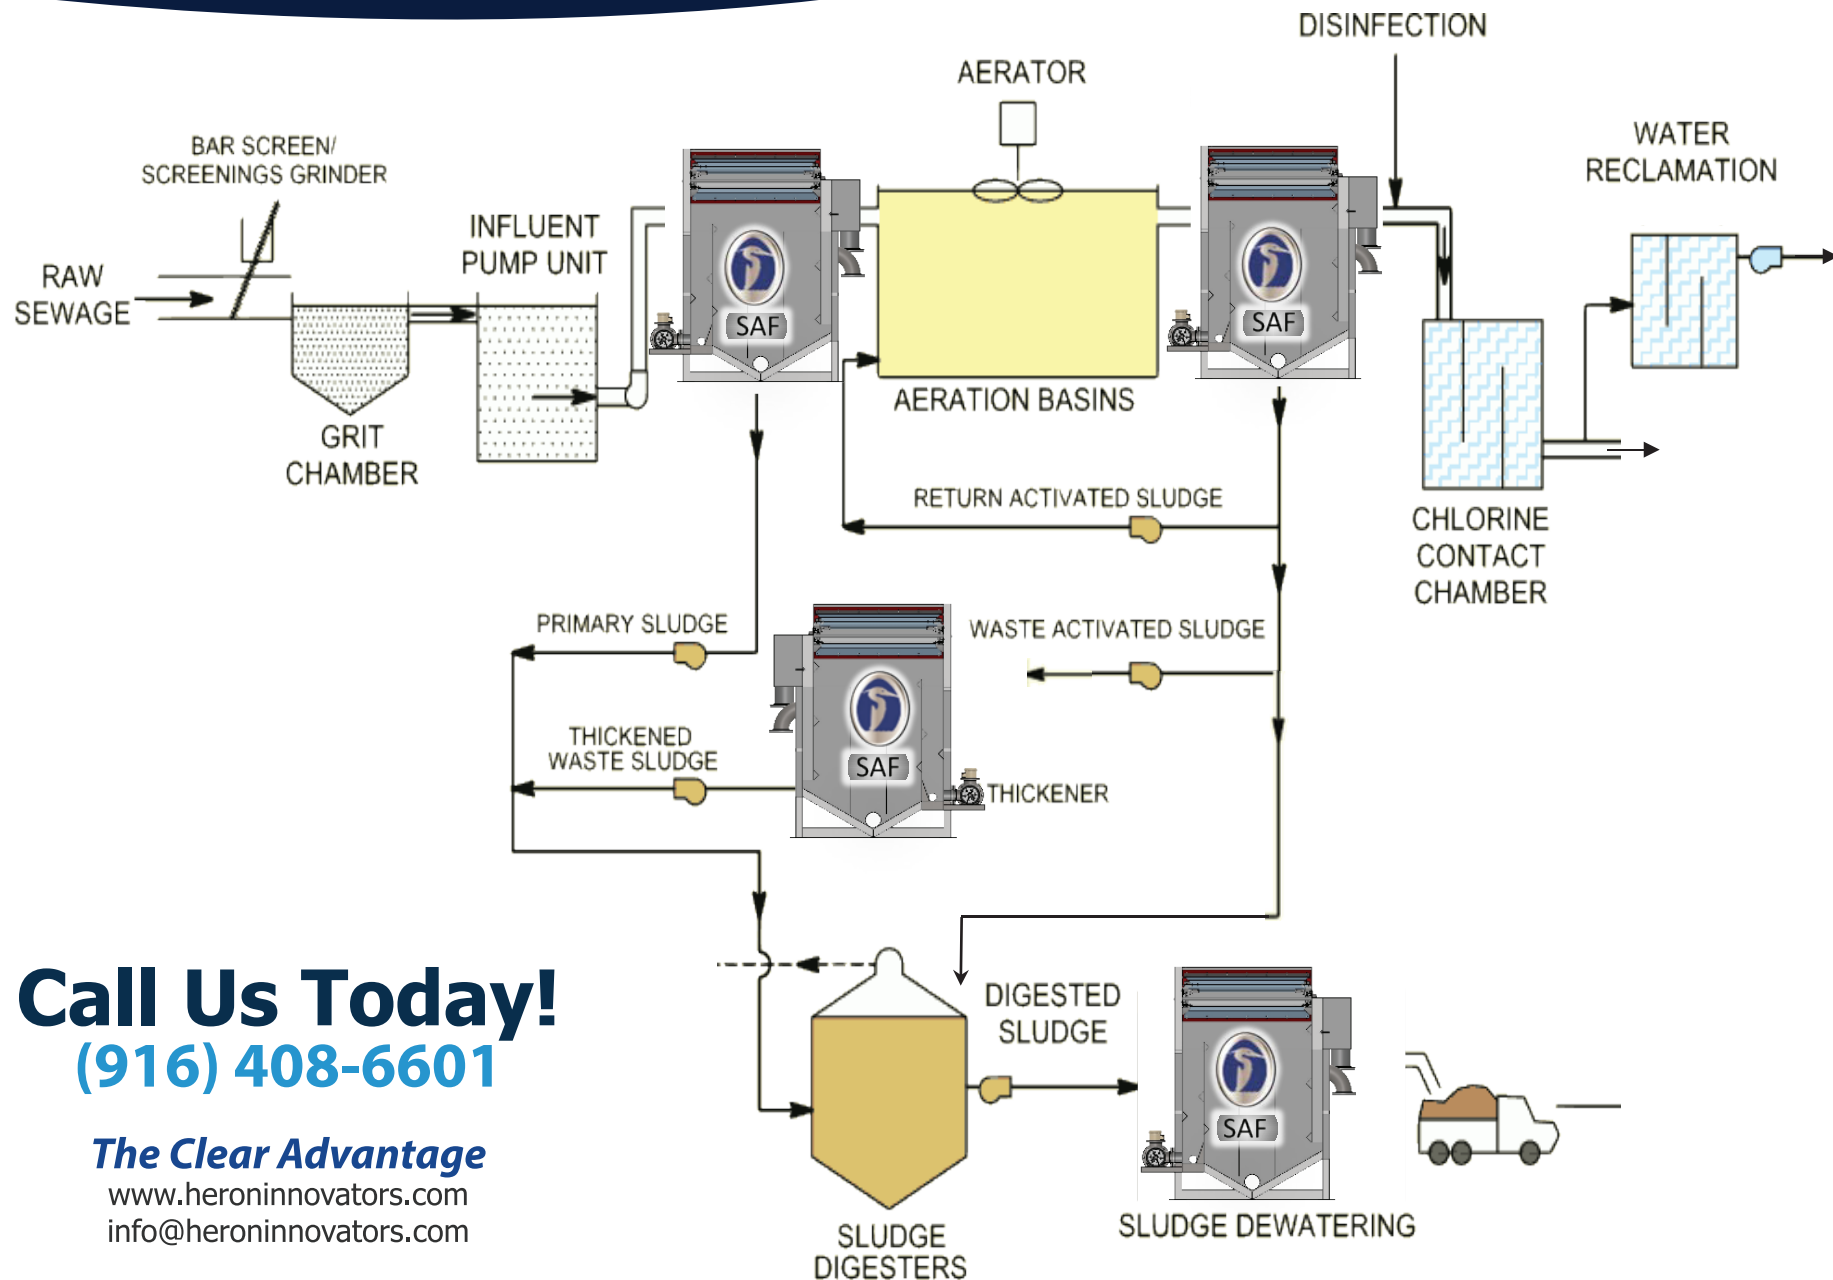 DISINFECTION
AERATOR
BAR SCREEN/
SCREENINGS GRINDER
WATER
RECLAMATION
INFLUENT
PUMP UNIT
RAW
SEWAGE
SAF
SAF
AERATION BASINS
GRIT
CHAMBER
RETURN ACTIVATED SLUDGE
CHLORINE
CONTACT
CHAMBER
PRIMARY SLUDGE
WASTE ACTIVATED SLUDGE
THICKENED
WASTE SLUDGE
SAF
THICKENER
Call Us Today!
(916) 408-6601
The Clear Advantage
www.heroninnovators.com
info@heroninnovators.com
DIGESTED
SLUDGE
SAF
SLUDGE DEWATERING
SLUDGE
DIGESTERS